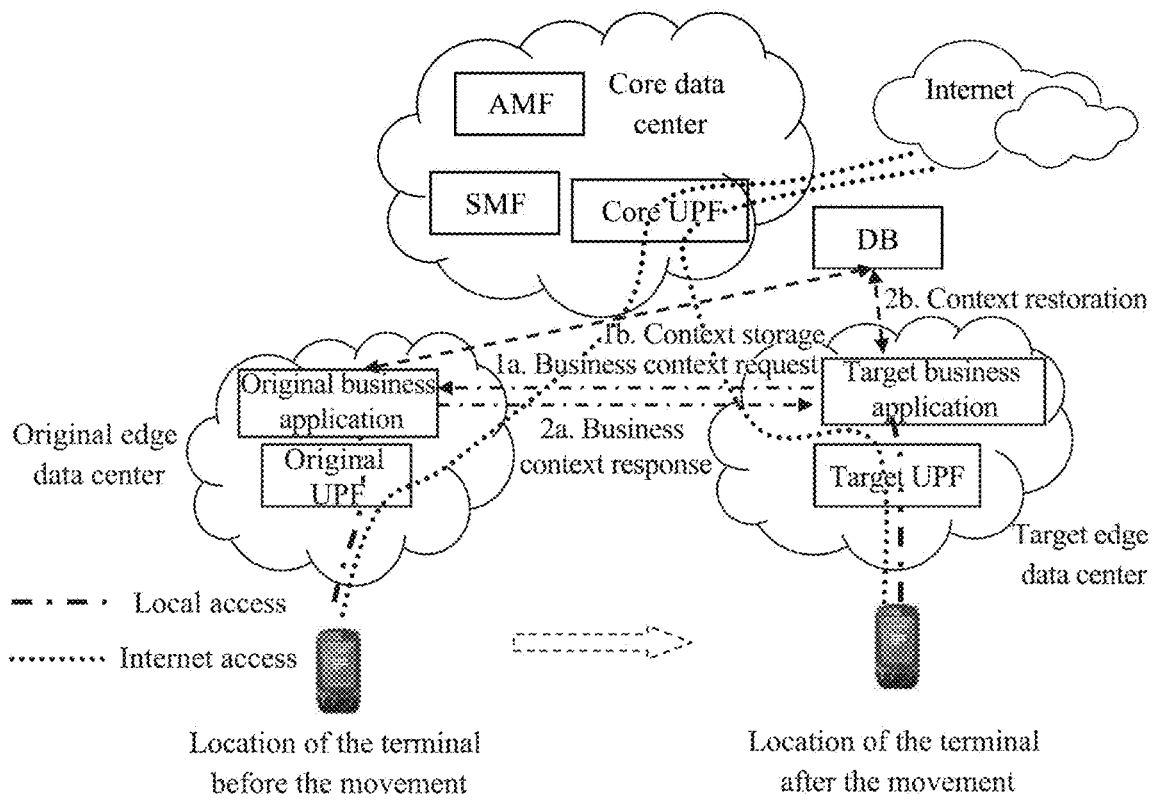 AMF
Core data
center
Internet
SMF
Core UPF
DB
2b. Context restoration
1b. Context storage
1a. Business context request
Original business
application
Target business
application
Original edge
data center
2a. Business
context response
Original
UPF
Target UPF
Target edge
data center
Local access
Internet access
Location of the terminal
before the movement
Location of the terminal
after the movement